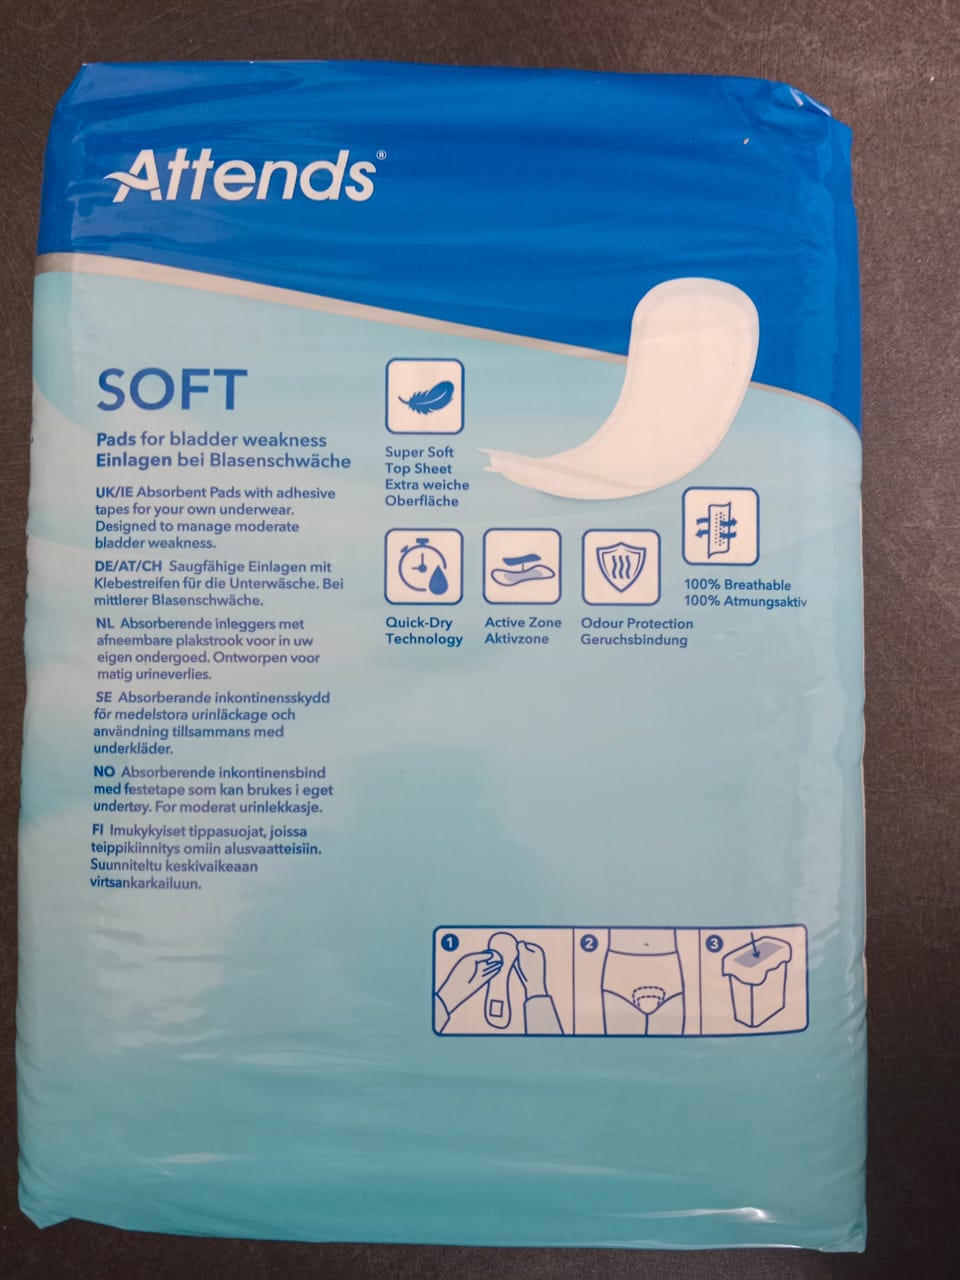 Attends®
SOFT
Pads for bladder weakness
Einlagen bei Blasenschwäche
UK/IE Absorbent Pads with adhesive
tapes for your own underwear.
Designed to manage moderate
bladder weakness.
DE/AT/CH Saugfähige Einlagen mit
Klebestreifen für die Unterwäsche. Bei
mittlerer Blasenschwäche.
NL Absorberende inleggers met
afneembare plakstrook voor in uw
eigen ondergoed. Ontworpen voor
matig urineverlies.
SE Absorberande inkontinensskydd
för medelstora urinläckage och
användning tillsammans med
underkläder.
NO Absorberende inkontinensbind
med festetape som kan brukes i eget
undertøy. For moderat urinlekkasje.
FI Imukykyiset tippasuojat, joissa
teippikiinnitys omiin alusvaatteisiin.
Suunniteltu keskivaikeaan
virtsankarkailuun.
Super Soft
Top Sheet
Extra weiche
Oberfläche
Quick-Dry
Technology
Active Zone
Aktivzone
Odour Protection
Geruchsbindung
100% Breathable
100% Atmungsaktiv
1
2
3